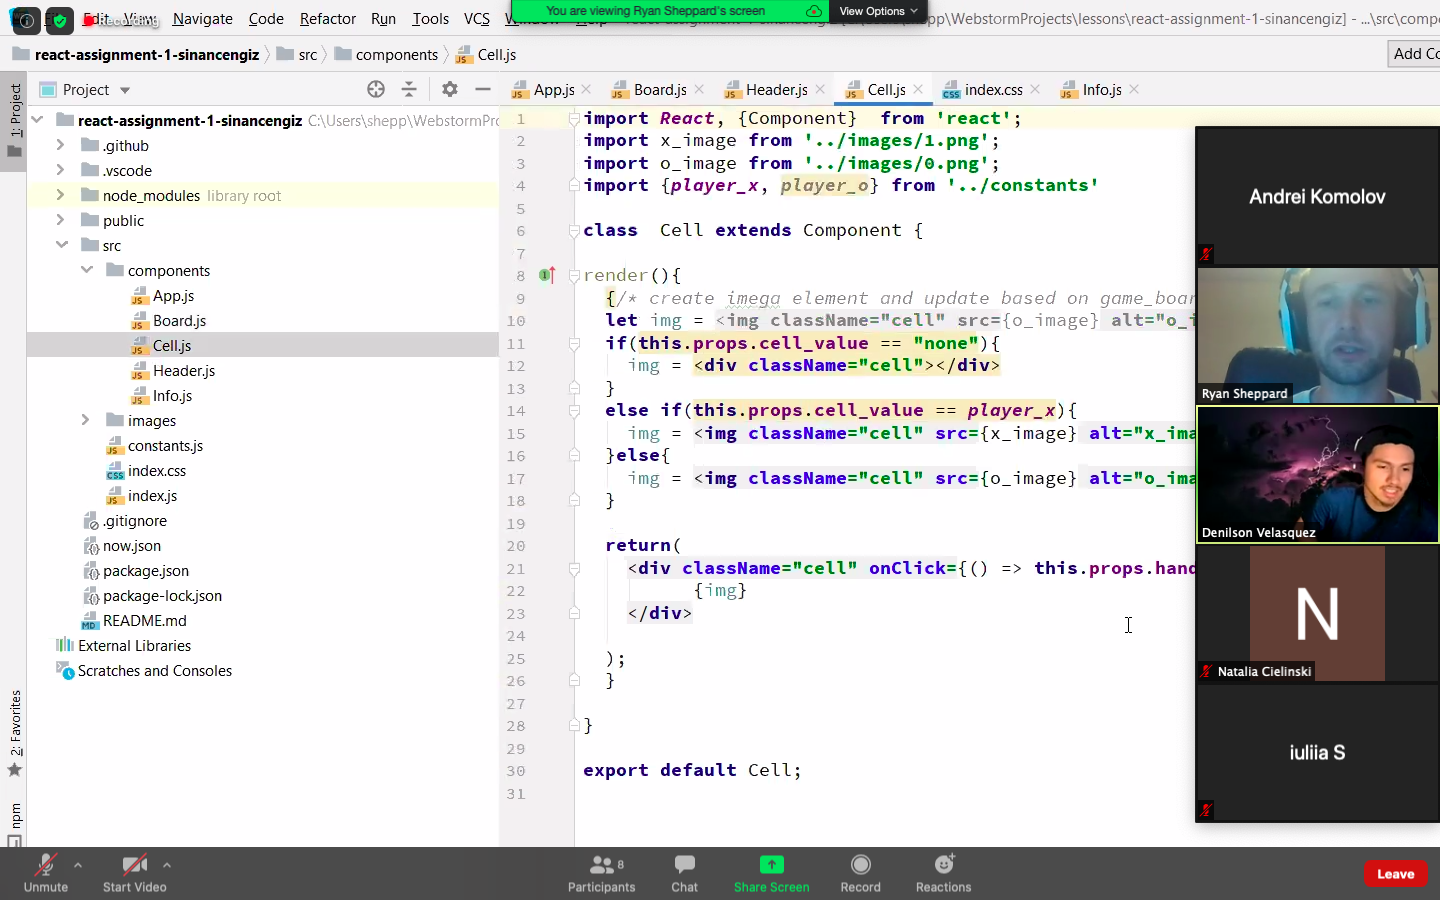 Edit View Navigate Code Refactor Run Tools VCS Window
Recording
You are viewing Ryan Sheppard's screen
View Options
\WebstormProjects\lessons\react-assignment-1-sinancengiz] - ...\src\compo
react-assignment-1-sinancengiz src components Cell.js
Add Co
1: Project
Project
App.js Board.js Header.js Cell.js index.css Info.js
react-assignment-1-sinancengiz C:\Users\shepp\WebstormPro
.github
.vscode
node_modules library root
public
src
components
App.js
Board.js
Cell.js
Header.js
Info.js
images
constants.js
index.css
index.js
.gitignore
now.json
package.json
package-lock.json
README.md
External Libraries
Scratches and Consoles
2: Favorites
npm
1 import React, {Component}  from 'react';
2 import x_image from '../images/1.png';
3 import o_image from '../images/0.png';
4 import {player_x, player_o} from '../constants'
5
6 class  Cell extends Component {
7
8 render(){
9 {/* create imega element and update based on game_boar
10 let img = <img className="cell" src={o_image} alt="o_i
11 if(this.props.cell_value == "none"){
12 img = <div className="cell"></div>
13 }
14 else if(this.props.cell_value == player_x){
15 img = <img className="cell" src={x_image} alt="x_ima
16 }else{
17 img = <img className="cell" src={o_image} alt="o_ima
18 }
19
20 return(
21 <div className="cell" onClick={() => this.props.hand
22 {img}
23 </div>
24
25 );
26 }
27
28 }
29
30 export default Cell;
31
Andrei Komolov
Ryan Sheppard
Denilson Velasquez
N
Natalia Cielinski
iuliia S
Unmute
Start Video
Participants 8
Chat
Share Screen
Record
Reactions
Leave